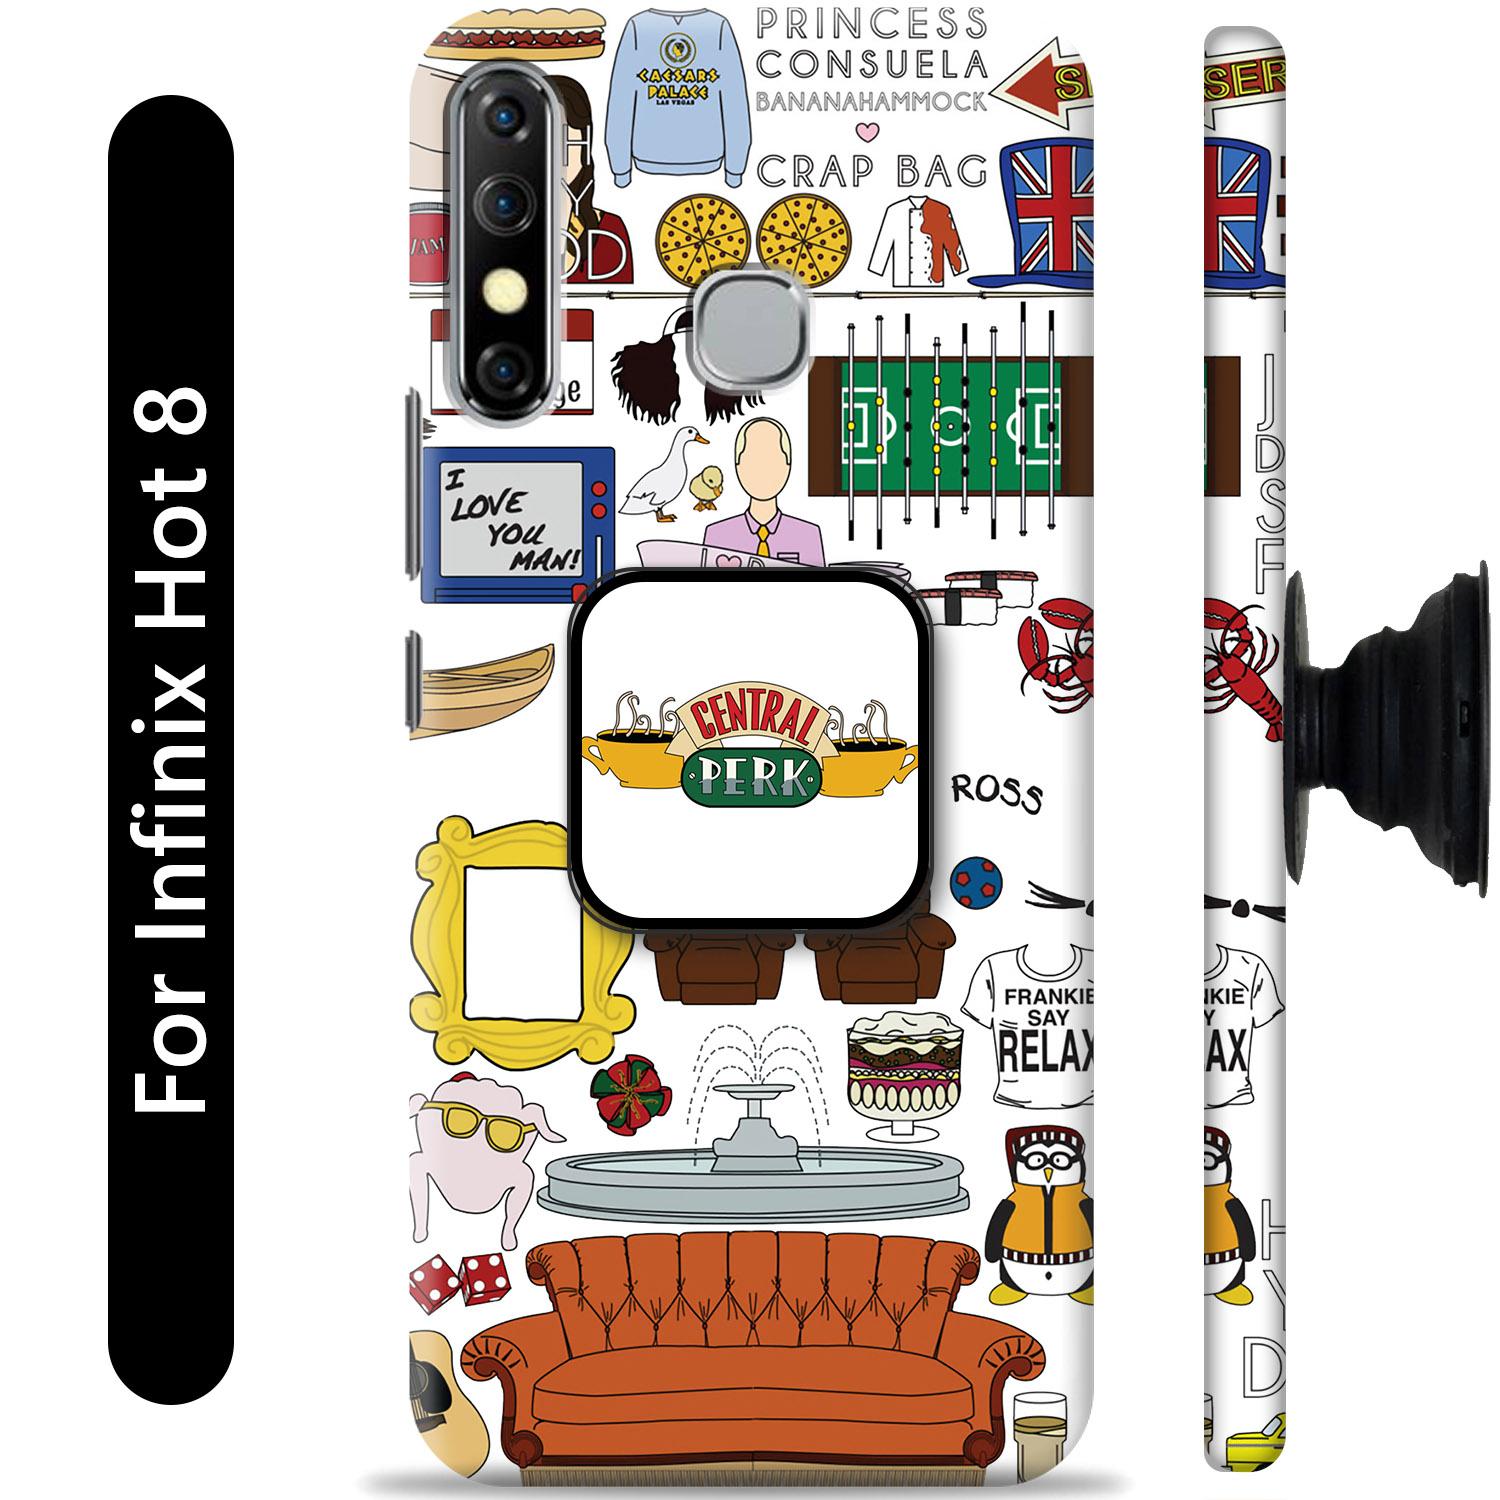 For Infinix Hot 8
PRINCESS
CONSUELA
BANANAHAMMOCK
CRAP BAG
CAESARS
PALACE
LAS VEGAS
JAM
I
LOVE
YOU
MAN!
CENTRAL
PERK
ROSS
FRANKIE
SAY
RELAX